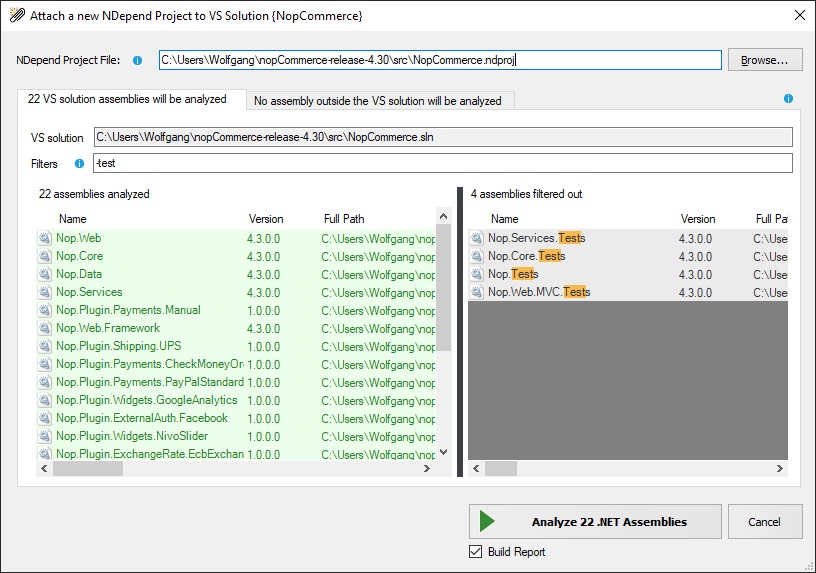 Attach a new NDepend Project to VS Solution {NopCommerce}
NDepend Project File: C:\Users\Wolfgang\nopCommerce-release-4.30\src\NopCommerce.ndproj Browse...
22 VS solution assemblies will be analyzed No assembly outside the VS solution will be analyzed
VS solution C:\Users\Wolfgang\nopCommerce-release-4.30\src\NopCommerce.sln
Filters -test
22 assemblies analyzed
Name Version Full Path
Nop.Web 4.3.0.0 C:\Users\Wolfgang\nop
Nop.Core 4.3.0.0 C:\Users\Wolfgang\nop
Nop.Data 4.3.0.0 C:\Users\Wolfgang\nop
Nop.Services 4.3.0.0 C:\Users\Wolfgang\nop
Nop.Plugin.Payments.Manual 1.0.0.0 C:\Users\Wolfgang\nop
Nop.Web.Framework 4.3.0.0 C:\Users\Wolfgang\nop
Nop.Plugin.Shipping.UPS 1.0.0.0 C:\Users\Wolfgang\nop
Nop.Plugin.Payments.CheckMoneyOr 1.0.0.0 C:\Users\Wolfgang\nop
Nop.Plugin.Payments.PayPalStandard 1.0.0.0 C:\Users\Wolfgang\nop
Nop.Plugin.Widgets.GoogleAnalytics 1.0.0.0 C:\Users\Wolfgang\nop
Nop.Plugin.ExternalAuth.Facebook 1.0.0.0 C:\Users\Wolfgang\nop
Nop.Plugin.Widgets.NivoSlider 1.0.0.0 C:\Users\Wolfgang\nop
Nop.Plugin.ExchangeRate.EcbExchan 1.0.0.0 C:\Users\Wolfgang\nop
4 assemblies filtered out
Name Version Full Pa
Nop.Services.Tests 4.3.0.0 C:\Use
Nop.Core.Tests 4.3.0.0 C:\Use
Nop.Tests 4.3.0.0 C:\Use
Nop.Web.MVC.Tests 4.3.0.0 C:\Use
Analyze 22 .NET Assemblies Cancel
Build Report